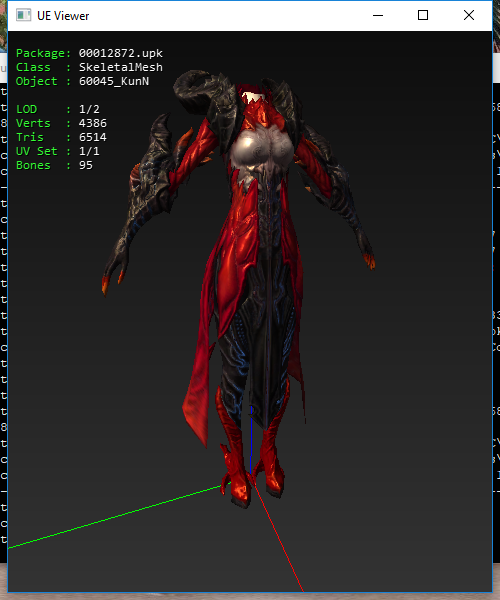 UE Viewer
Package: 00012872.upk
Class : SkeletalMesh
Object : 60045_KunN
LOD : 1/2
Verts : 4386
Tris : 6514
UV Set : 1/1
Bones : 95